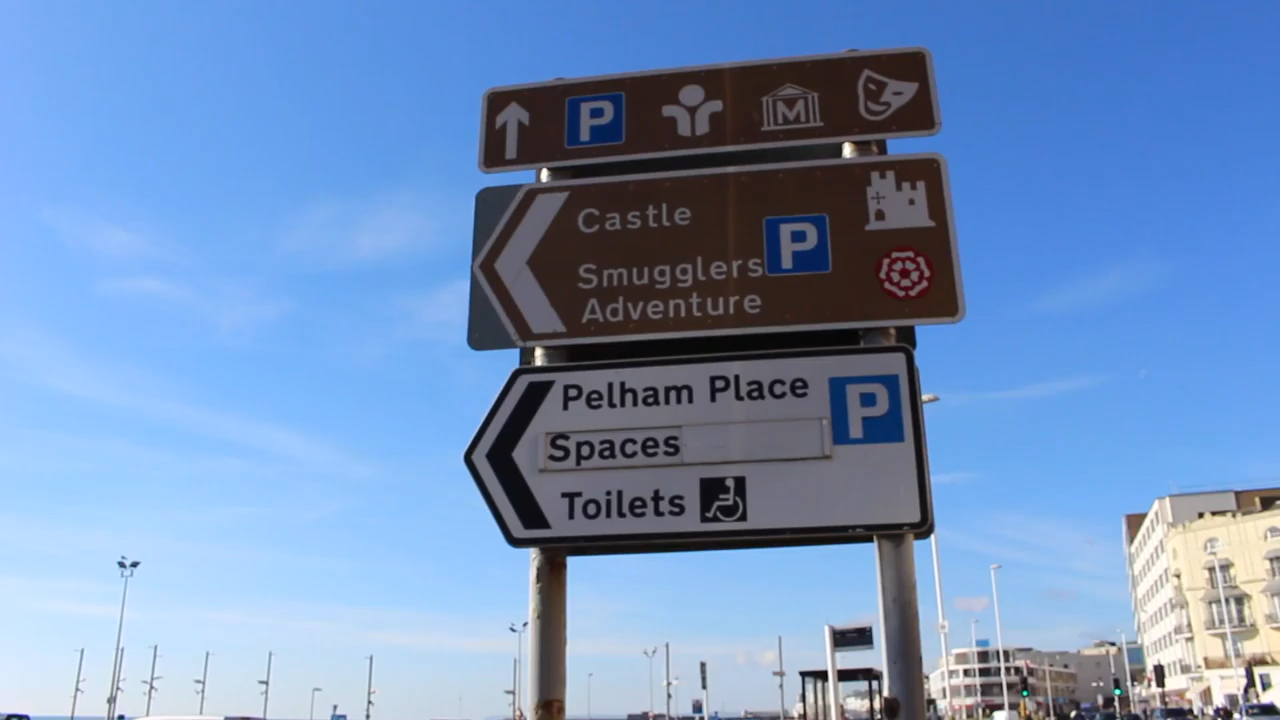 P M
Castle
Smugglers P
Adventure
Pelham Place P
Spaces
Toilets